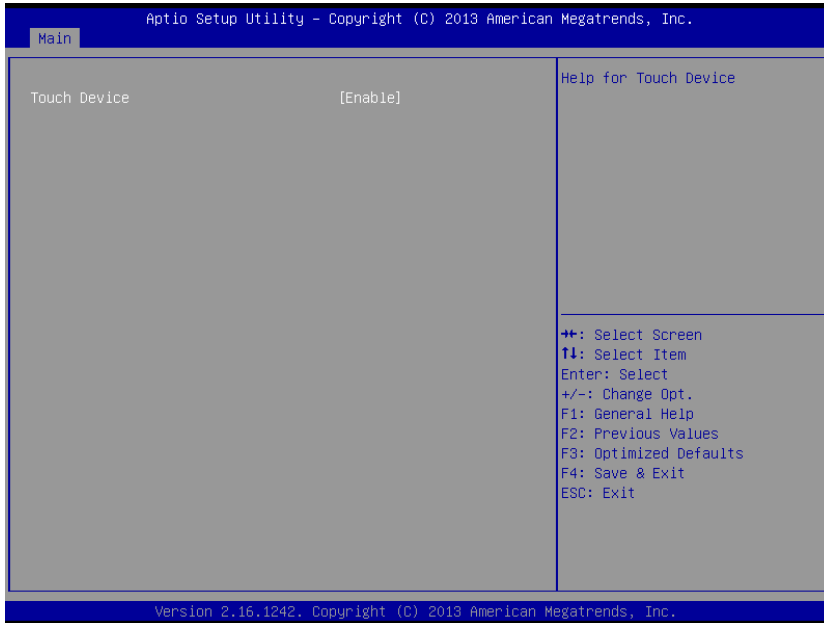 Aptio Setup Utility – Copyright (C) 2013 American Megatrends, Inc.
Main
Touch Device [Enable]
Help for Touch Device
→←: Select Screen
↑↓: Select Item
Enter: Select
+/-: Change Opt.
F1: General Help
F2: Previous Values
F3: Optimized Defaults
F4: Save & Exit
ESC: Exit
Version 2.16.1242. Copyright (C) 2013 American Megatrends, Inc.